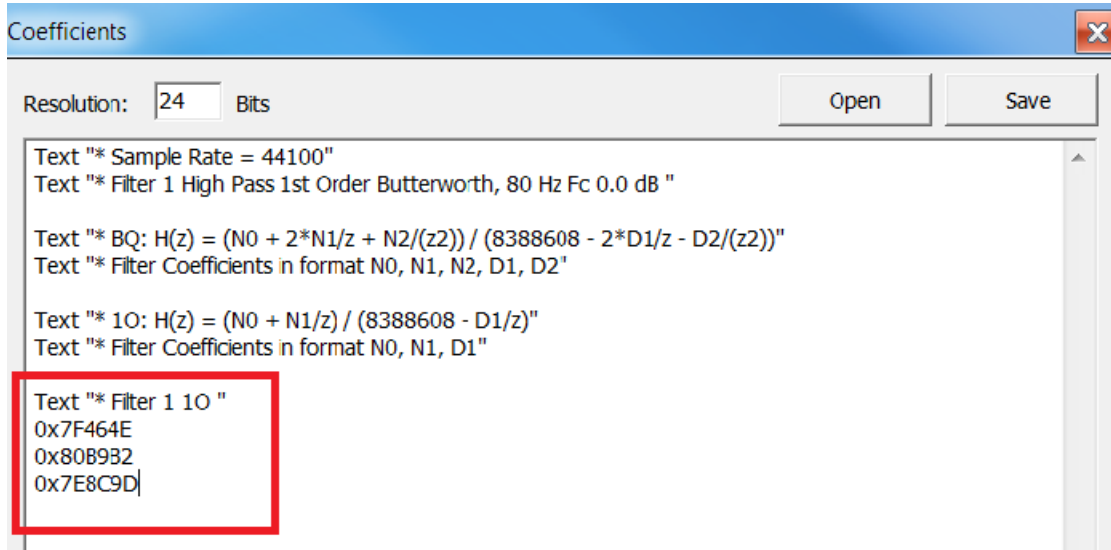 Coefficients
Resolution: 24 Bits
Open
Save
Text "* Sample Rate = 44100"
Text "* Filter 1 High Pass 1st Order Butterworth, 80 Hz Fc 0.0 dB "
Text "* BQ: H(z) = (N0 + 2*N1/z + N2/(z2)) / (8388608 - 2*D1/z - D2/(z2))"
Text "* Filter Coefficients in format N0, N1, N2, D1, D2"
Text "* 1O: H(z) = (N0 + N1/z) / (8388608 - D1/z)"
Text "* Filter Coefficients in format N0, N1, D1"
Text "* Filter 1 1O "
0x7F464E
0x80B9B2
0x7E8C9D